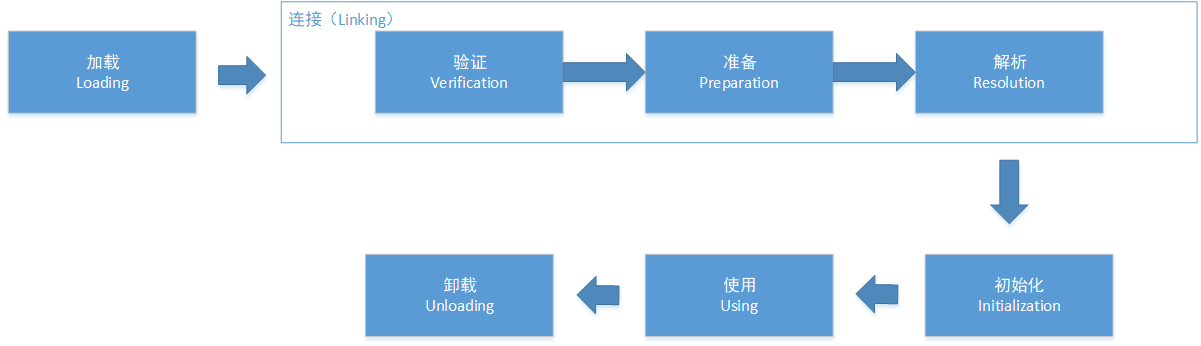 连接（Linking）
加载
Loading
验证
Verification
准备
Preparation
解析
Resolution
卸载
Unloading
使用
Using
初始化
Initialization